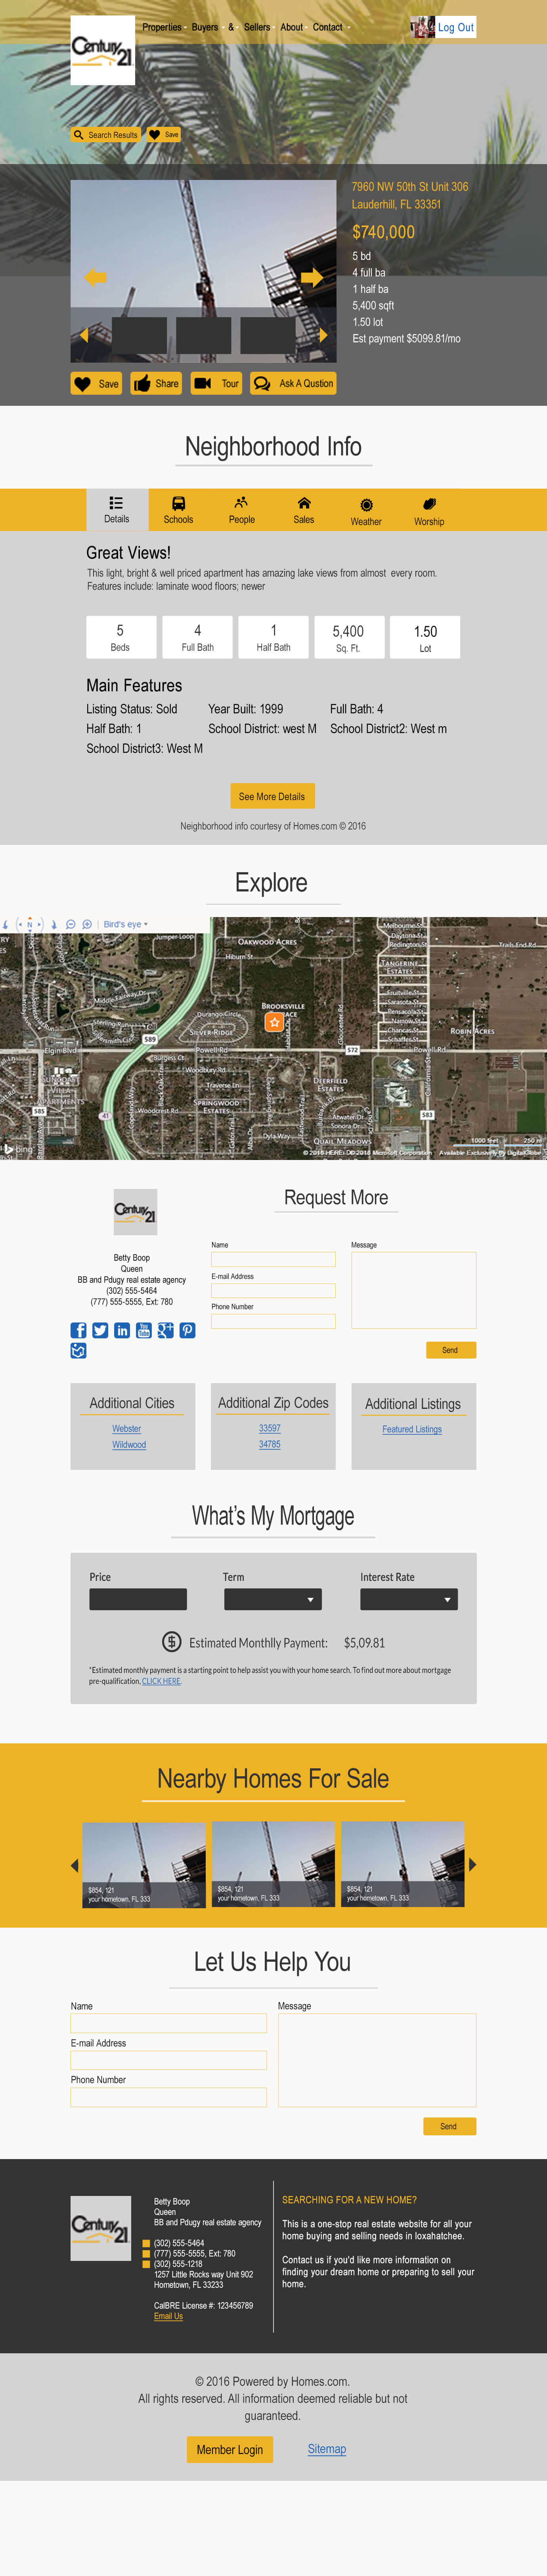 Century 21
Properties Buyers & Sellers About Contact
Log Out
Search Results
Save
7960 NW 50th St Unit 306
Lauderhill, FL 33351
$740,000
5 bd
4 full ba
1 half ba
5,400 sqft
1.50 lot
Est payment $5099.81/mo
Save
Share
Tour
Ask A Qustion
Neighborhood Info
Details
Schools
People
Sales
Weather
Worship
Great Views!
This light, bright & well priced apartment has amazing lake views from almost every room.
Features include: laminate wood floors; newer
5
Beds
4
Full Bath
1
Half Bath
5,400
Sq. Ft.
1.50
Lot
Main Features
Listing Status: Sold Year Built: 1999 Full Bath: 4
Half Bath: 1 School District: west M School District2: West m
School District3: West M
See More Details
Neighborhood info courtesy of Homes.com © 2016
Explore
N
Bird's eye
Jumper Loop
OAKWOOD ACRES
Hiburn St
Melbourne St
Daytona St
Redington St
Trails End Rd
TANGERINE
ESTATES
Fruitville St
Sarasota St
Pensacola St
Narrow St
Chancas St
Schaffer St
Middle Fairway Dr
Durango Circle
BROOKSVILLE
SILVER RIDGE
ROBIN ACRES
Sterling Run
Smith Cir
589
Elgin Blvd
Powell Rd
572
Powell Rd
Burgess Ct
Woodbury Rd
Traverse Ln
DEERFIELD
ESTATES
SPRINGWOOD
ESTATES
Woodcrest Rd
Atwater Dr
Sonora Dr
585
41
583
Dyla Way
QUAIL MEADOWS
1000 feet 250 m
bing
© 2016 HERE © 2016 Microsoft Corporation Available Exclusively by DigitalGlobe
Century 21
Betty Boop
Queen
BB and Pdugy real estate agency
(302) 555-5464
(777) 555-5555, Ext: 780
Request More
Name
E-mail Address
Phone Number
Message
Send
Additional Cities
Webster
Wildwood
Additional Zip Codes
33597
34785
Additional Listings
Featured Listings
What's My Mortgage
Price
Term
Interest Rate
Estimated Monthlly Payment: $5,09.81
*Estimated monthly payment is a starting point to help assist you with your home search. To find out more about mortgage
pre-qualification, CLICK HERE.
Nearby Homes For Sale
$854, 121
your hometown, FL 333
$854, 121
your hometown, FL 333
$854, 121
your hometown, FL 333
Let Us Help You
Name
E-mail Address
Phone Number
Message
Send
Century 21
Betty Boop
Queen
BB and Pdugy real estate agency
(302) 555-5464
(777) 555-5555, Ext: 780
(302) 555-1218
1257 Little Rocks way Unit 902
Hometown, FL 33233
CalBRE License #: 123456789
Email Us
SEARCHING FOR A NEW HOME?
This is a one-stop real estate website for all your
home buying and selling needs in loxahatchee.
Contact us if you'd like more information on
finding your dream home or preparing to sell your
home.
© 2016 Powered by Homes.com.
All rights reserved. All information deemed reliable but not
guaranteed.
Member Login
Sitemap